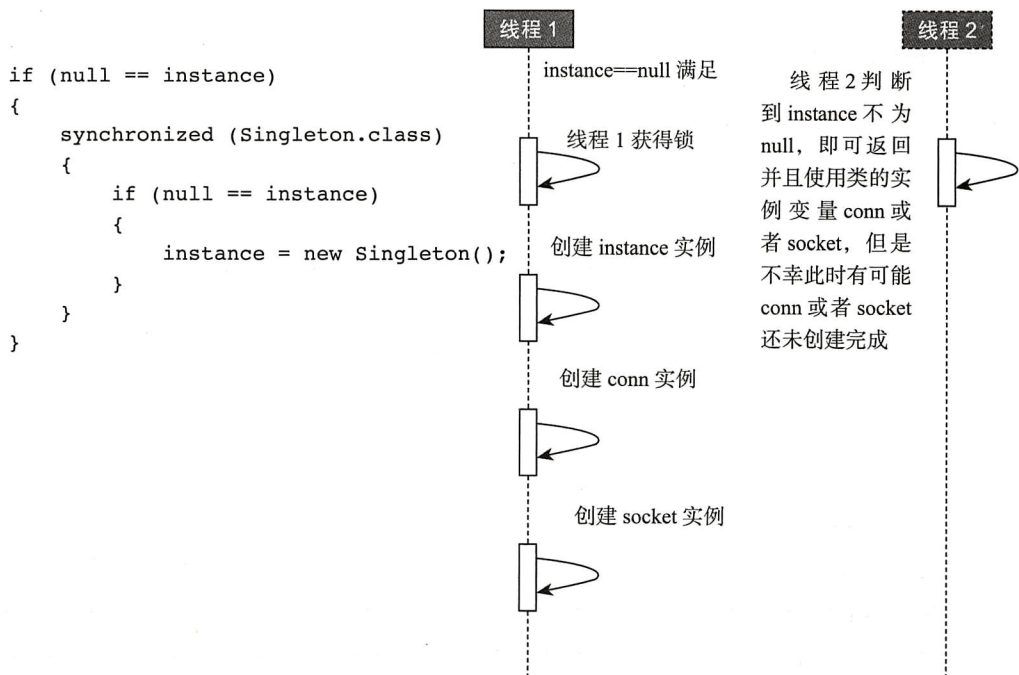 if (null == instance)
{
    synchronized (Singleton.class)
    {
        if (null == instance)
        {
            instance = new Singleton();
        }
    }
}
线程 1
instance==null 满足
线程 1 获得锁
创建 instance 实例
创建 conn 实例
创建 socket 实例
线程 2
线程 2 判断
到 instance 不为
null，即可返回
并且使用类的实
例变量 conn 或
者 socket，但是
不幸此时有可能
conn 或者 socket
还未创建完成